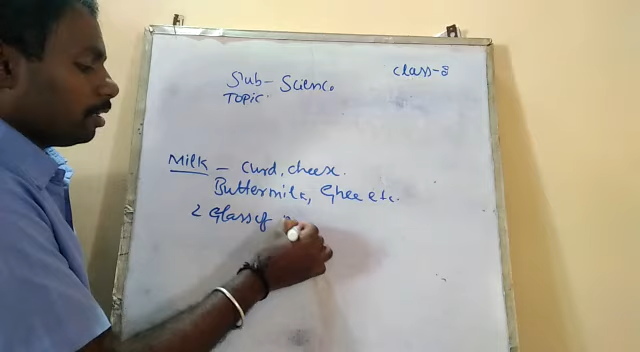 Sub- Science
Class-8
Topic.
Milk - Curd, cheese.
Buttermilk, Ghee etc.
2 Glass of